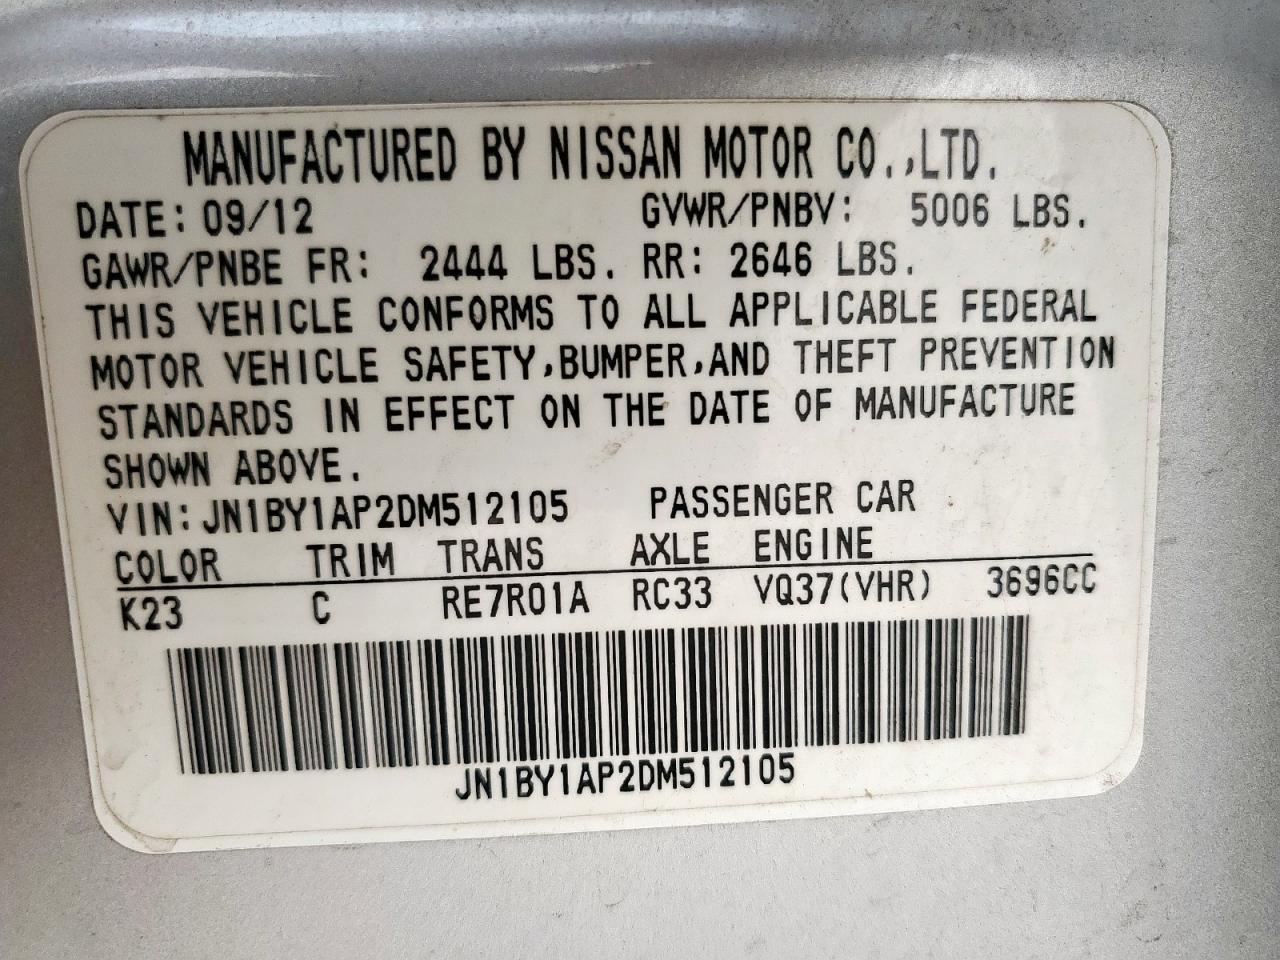 MANUFACTURED BY NISSAN MOTOR CO.,LTD.
DATE: 09/12 GVWR/PNBV: 5006 LBS.
GAWR/PNBE FR: 2444 LBS. RR: 2646 LBS.
THIS VEHICLE CONFORMS TO ALL APPLICABLE FEDERAL
MOTOR VEHICLE SAFETY,BUMPER,AND THEFT PREVENTION
STANDARDS IN EFFECT ON THE DATE OF MANUFACTURE
SHOWN ABOVE.
VIN: JN1BY1AP2DM512105 PASSENGER CAR
COLOR TRIM TRANS AXLE ENGINE
K23 C RE7R01A RC33 VQ37(VHR) 3696CC
JN1BY1AP2DM512105